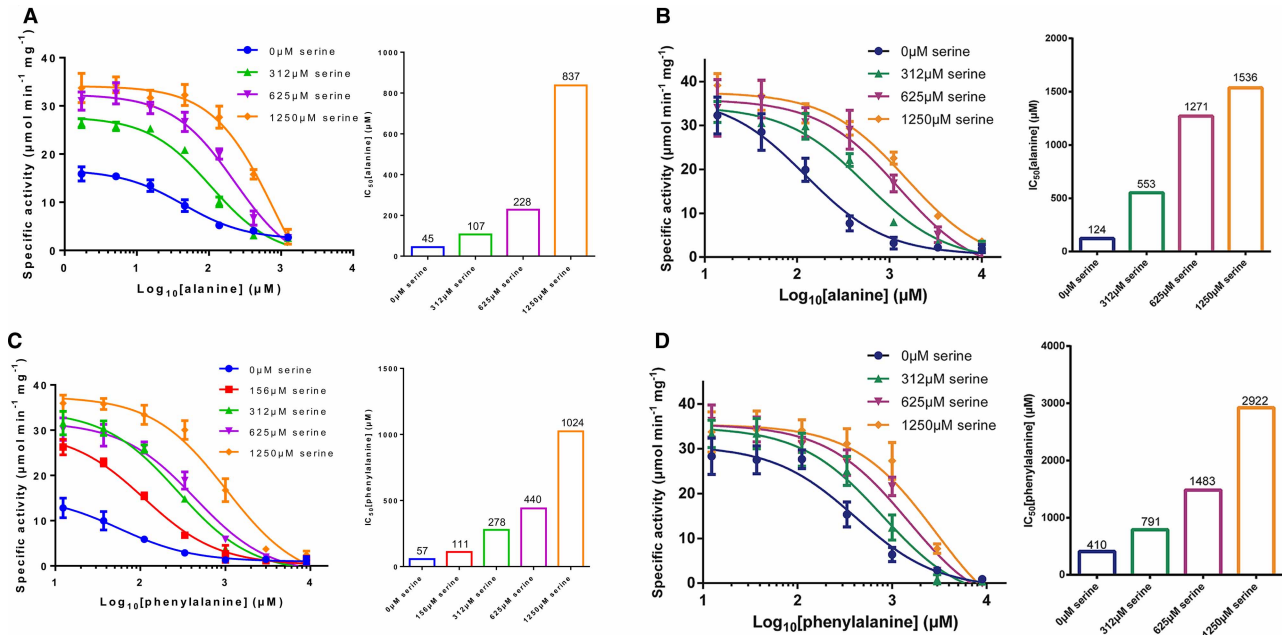 A
Specific activity (µmol min⁻¹ mg⁻¹)
40
30
20
10
0
0
1
2
3
4
Log₁₀[alanine] (µM)
0µM serine
312µM serine
625µM serine
1250µM serine
IC₅₀[alanine] (µM)
1000
800
600
400
200
0
45
107
228
837
0µM serine
312µM serine
625µM serine
1250µM serine
B
Specific activity (µmol min⁻¹ mg⁻¹)
40
30
20
10
0
1
2
3
4
Log₁₀[alanine] (µM)
0µM serine
312µM serine
625µM serine
1250µM serine
IC₅₀[alanine] (µM)
2000
1500
1000
500
0
124
553
1271
1536
0µM serine
312µM serine
625µM serine
1250µM serine
C
Specific activity (µmol min⁻¹ mg⁻¹)
40
30
20
10
0
1
2
3
4
Log₁₀[phenylalanine] (µM)
0µM serine
156µM serine
312µM serine
625µM serine
1250µM serine
IC₅₀[phenylalanine] (µM)
1500
1000
500
0
57
111
278
440
1024
0µM serine
156µM serine
312µM serine
625µM serine
1250µM serine
D
Specific activity (µmol min⁻¹ mg⁻¹)
40
30
20
10
0
1
2
3
4
Log₁₀[phenylalanine] (µM)
0µM serine
312µM serine
625µM serine
1250µM serine
IC₅₀[phenylalanine] (µM)
4000
3000
2000
1000
0
410
791
1483
2922
0µM serine
312µM serine
625µM serine
1250µM serine